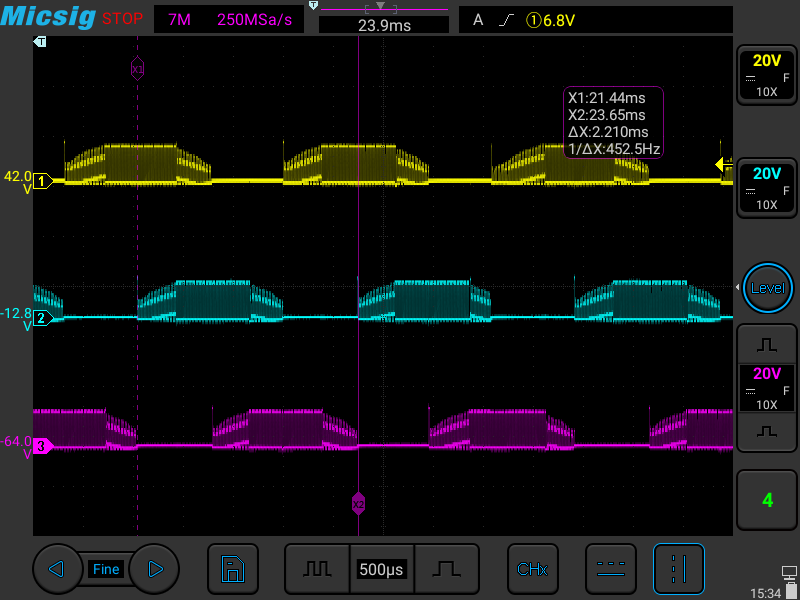 Micsig STOP 7M 250MSa/s T 23.9ms A ①6.8V
T
X1
20V
F
10X
X1:21.44ms
X2:23.65ms
ΔX:2.210ms
1/ΔX:452.5Hz
42.0
V
1
20V
F
10X
Level
-12.8
V
2
20V
F
10X
-64.0
V
3
X2
4
Fine 500μs CHx
15:34